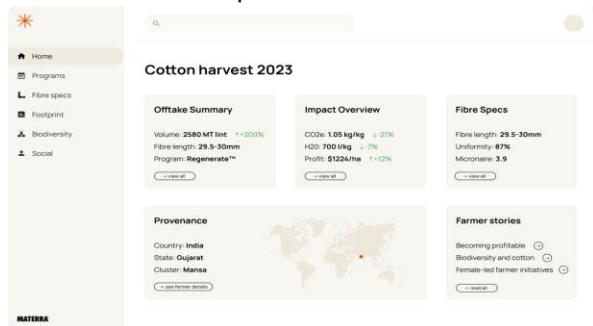 Home
Programs
Fibre specs
Footprint
Biodiversity
Social
MATERRA
Cotton harvest 2023
Offtake Summary
Volume: 2580 MT lint ↑+200%
Fibre length: 29.5-30mm
Program: Regenerate™
→ view all
Impact Overview
CO2e: 1.05 kg/kg ↓-21%
H20: 700 l/kg ↓-7%
Profit: $1224/ha ↑+12%
→ view all
Fibre Specs
Fibre length: 29.5-30mm
Uniformity: 87%
Micronaire: 3.9
→ view all
Provenance
Country: India
State: Gujarat
Cluster: Mansa
→ see farmer details
Farmer stories
Becoming profitable →
Biodiversity and cotton →
Female-led farmer initiatives →
→ read all